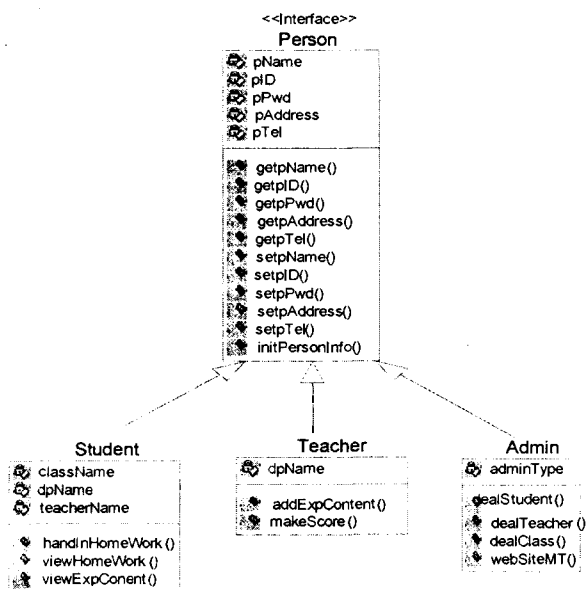 <<Interface>>
Person
pName
pID
pPwd
pAddress
pTel
getpName()
getpID()
getpPwd()
getpAddress()
getpTel()
setpName()
setpID()
setpPwd()
setpAddress()
setpTel()
initPersonInfo()
Student
className
dpName
teacherName
handInHomeWork()
viewHomeWork()
viewExpConent()
Teacher
dpName
addExpContent()
makeScore()
Admin
adminType
dealStudent()
dealTeacher()
dealClass()
webSiteMT()